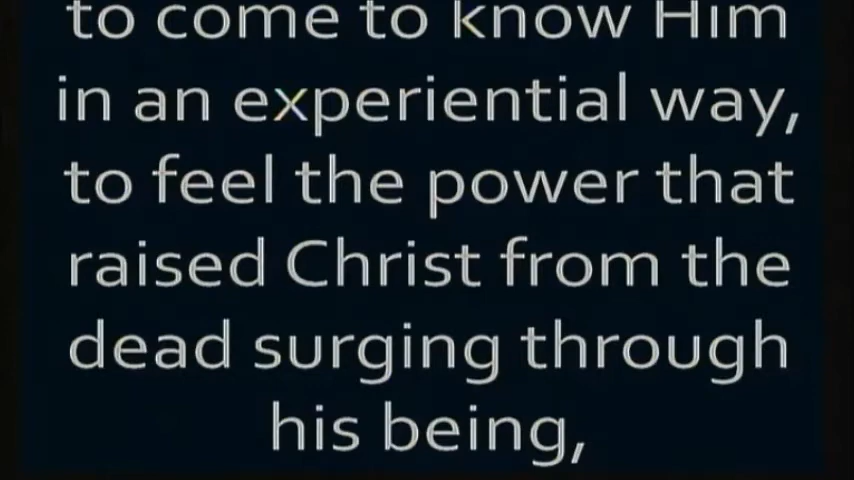 to come to know Him
in an experiential way,
to feel the power that
raised Christ from the
dead surging through
his being,